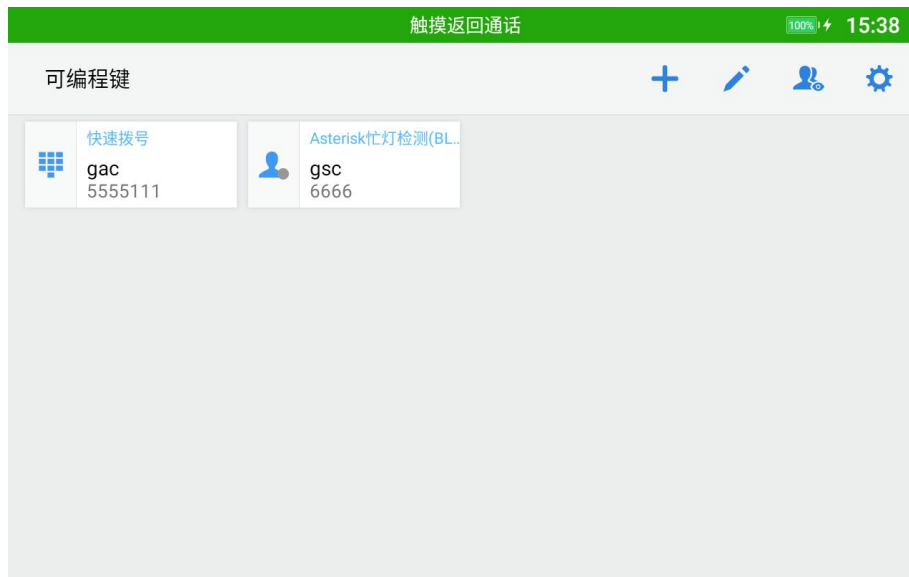 触摸返回通话
100%
15:38
可编程键
快速拨号
gac
5555111
Asterisk忙灯检测(BL..
gsc
6666